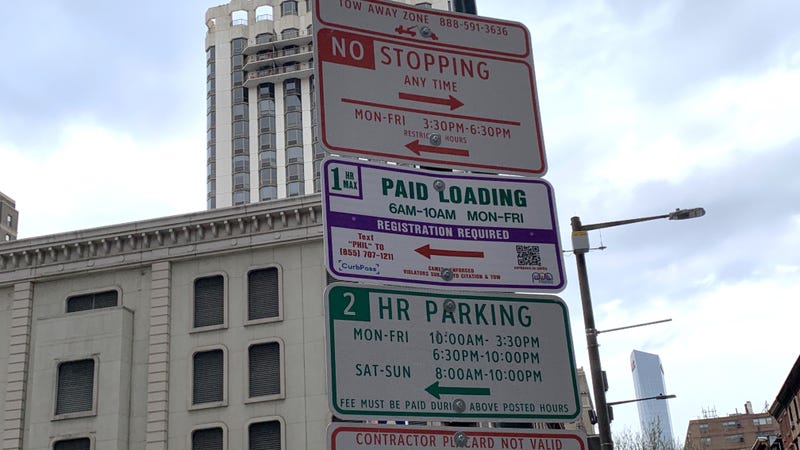 TOW AWAY ZONE 888-591-3636
NO STOPPING
ANY TIME
MON-FRI 3:30PM-6:30PM
RESTRICTED HOURS
1 HR MAX
PAID LOADING
6AM-10AM MON-FRI
REGISTRATION REQUIRED
Text
"PHIL" TO
(855) 707-1211
CurbPass
CAMERA ENFORCED
VIOLATORS SUBJECT TO CITATION & TOW
2 HR PARKING
MON-FRI 10:00AM- 3:30PM
6:30PM-10:00PM
SAT-SUN 8:00AM-10:00PM
FEE MUST BE PAID DURING ABOVE POSTED HOURS
CONTRACTOR PLACARD NOT VALID